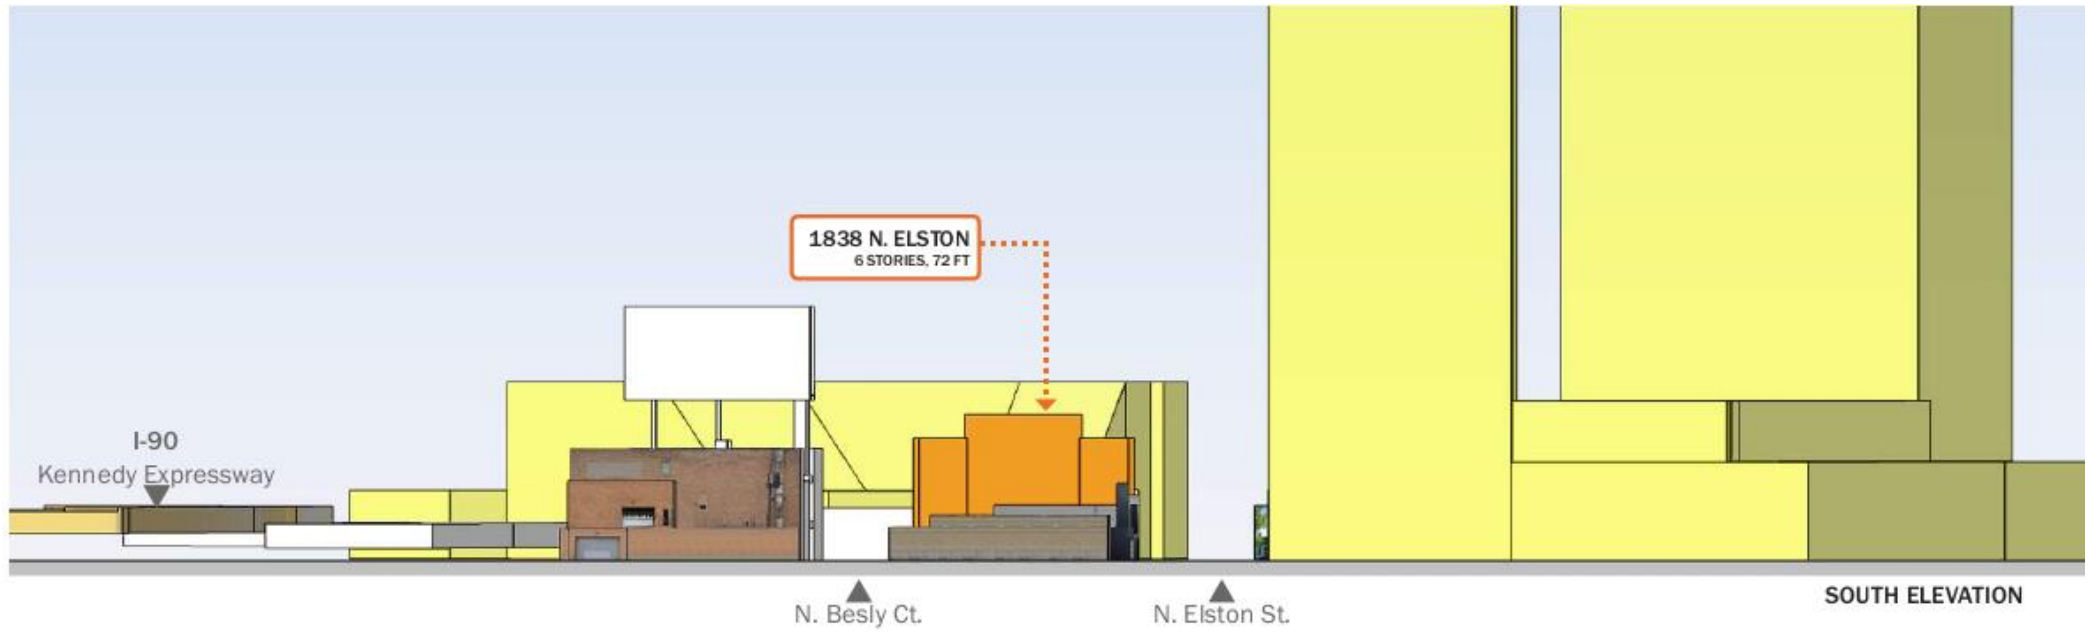 1838 N. ELSTON
6 STORIES, 72 FT
I-90
Kennedy Expressway
N. Besly Ct.
N. Elston St.
SOUTH ELEVATION